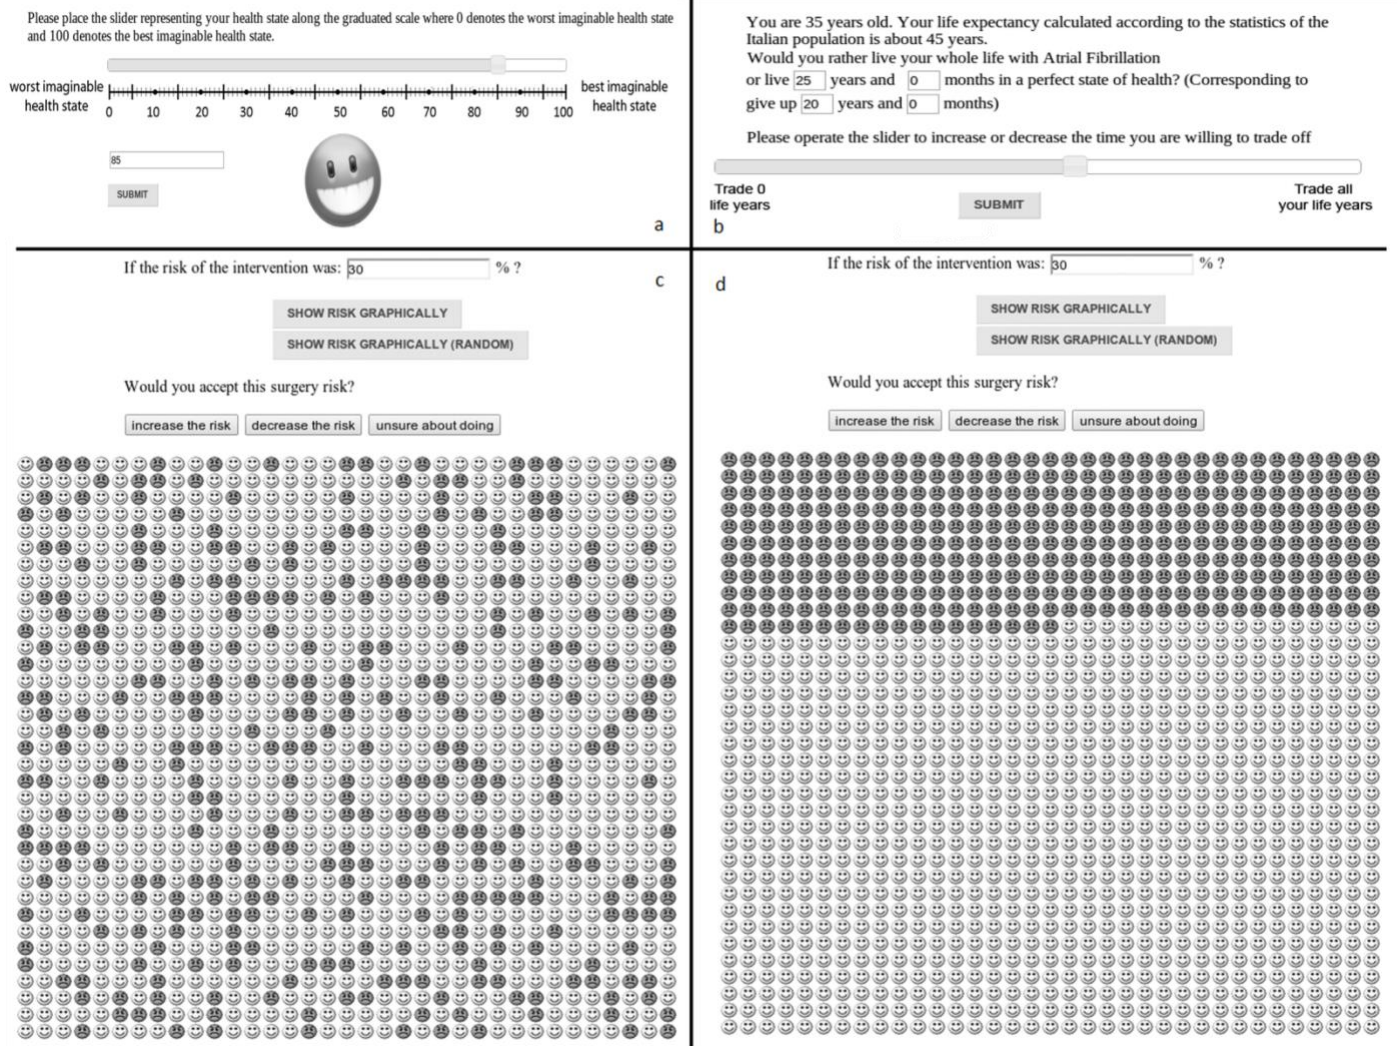 Please place the slider representing your health state along the graduated scale where 0 denotes the worst imaginable health state
and 100 denotes the best imaginable health state.
worst imaginable
health state
best imaginable
health state
0 10 20 30 40 50 60 70 80 90 100
85
SUBMIT
a
You are 35 years old. Your life expectancy calculated according to the statistics of the
Italian population is about 45 years.
Would you rather live your whole life with Atrial Fibrillation
or live 25 years and 0 months in a perfect state of health? (Corresponding to
give up 20 years and 0 months)
Please operate the slider to increase or decrease the time you are willing to trade off
Trade 0
life years
Trade all
your life years
SUBMIT
b
If the risk of the intervention was: 30 % ?
c
SHOW RISK GRAPHICALLY
SHOW RISK GRAPHICALLY (RANDOM)
Would you accept this surgery risk?
increase the risk decrease the risk unsure about doing
If the risk of the intervention was: 30 % ?
d
SHOW RISK GRAPHICALLY
SHOW RISK GRAPHICALLY (RANDOM)
Would you accept this surgery risk?
increase the risk decrease the risk unsure about doing